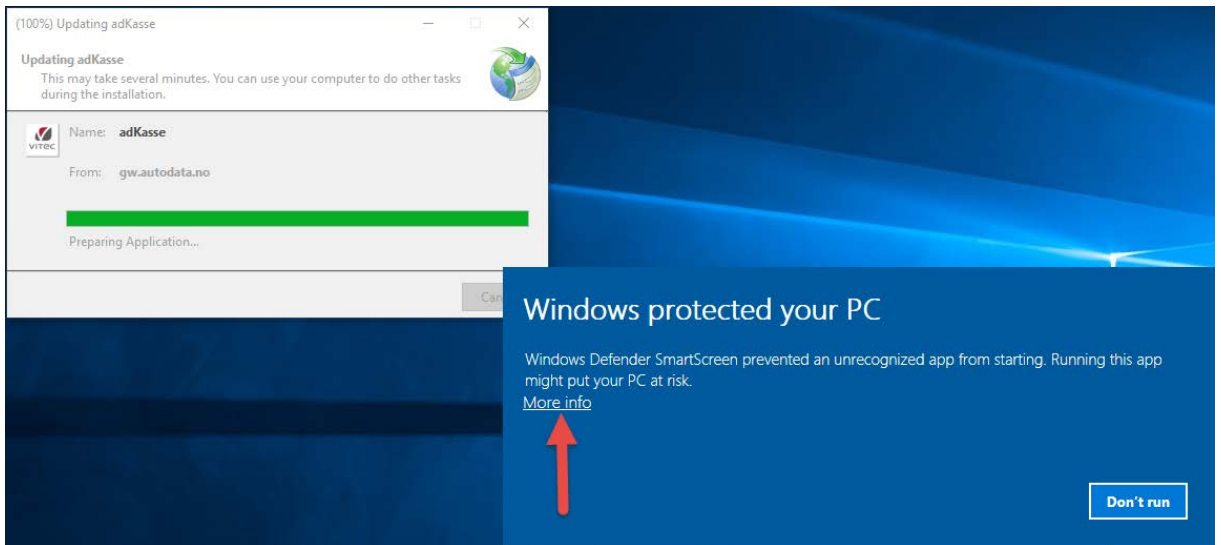 (100%) Updating adKasse
Updating adKasse
This may take several minutes. You can use your computer to do other tasks
during the installation.
VITEC
Name: adKasse
From: gw.autodata.no
Preparing Application...
Windows protected your PC
Windows Defender SmartScreen prevented an unrecognized app from starting. Running this app
might put your PC at risk.
More info
Don't run